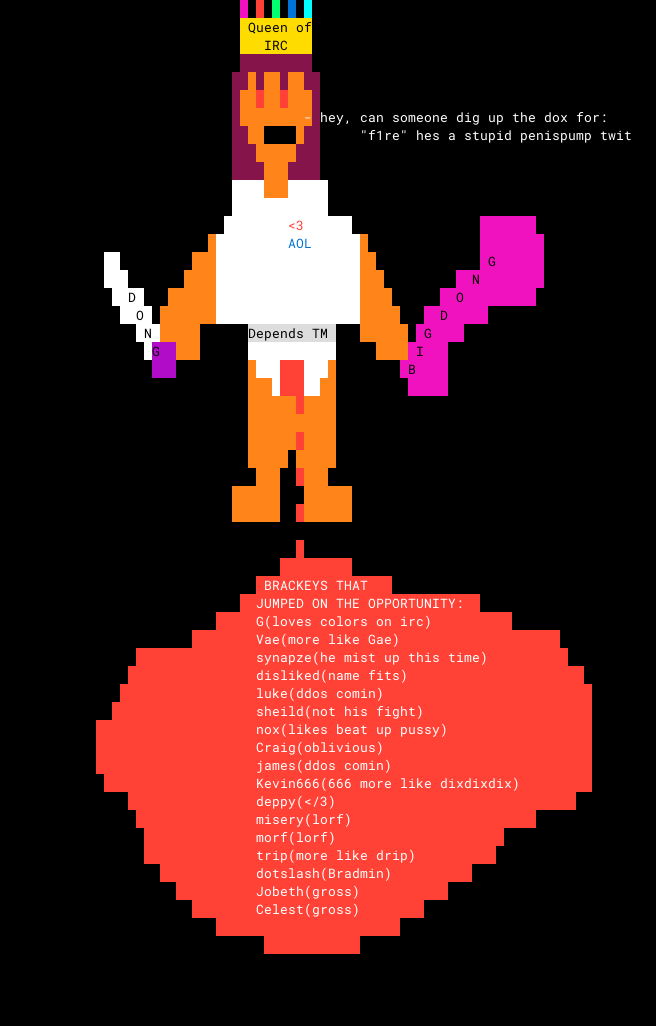 Queen of
IRC
- hey, can someone dig up the dox for:
"f1re" hes a stupid penispump twit
<3
AOL
D
O
N
G
G
N
O
D
G
I
B
Depends TM
BRACKEYS THAT
JUMPED ON THE OPPORTUNITY:
G(loves colors on irc)
Vae(more like Gae)
synapze(he mist up this time)
disliked(name fits)
luke(ddos comin)
sheild(not his fight)
nox(likes beat up pussy)
Craig(oblivious)
james(ddos comin)
Kevin666(666 more like dixdixdix)
deppy(</3)
misery(lorf)
morf(lorf)
trip(more like drip)
dotslash(Bradmin)
Jobeth(gross)
Celest(gross)